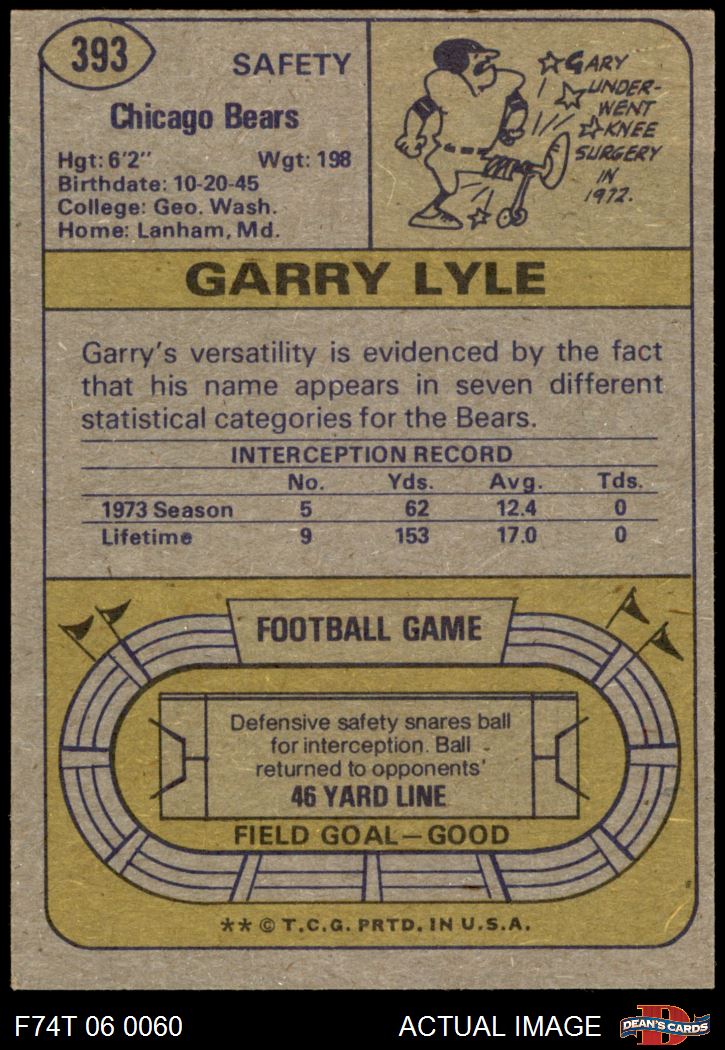 393
SAFETY
Chicago Bears
Hgt: 6'2" Wgt: 198
Birthdate: 10-20-45
College: Geo. Wash.
Home: Lanham, Md.
GARY
UNDER-
WENT
KNEE
SURGERY
IN
1972.
GARRY LYLE
Garry's versatility is evidenced by the fact
that his name appears in seven different
statistical categories for the Bears.
INTERCEPTION RECORD
No. Yds. Avg. Tds.
1973 Season 5 62 12.4 0
Lifetime 9 153 17.0 0
FOOTBALL GAME
Defensive safety snares ball
for interception. Ball
returned to opponents'
46 YARD LINE
FIELD GOAL—GOOD
** © T.C.G. PRTD. IN U.S.A.
F74T 06 0060 ACTUAL IMAGE
D
DEAN'S CARDS